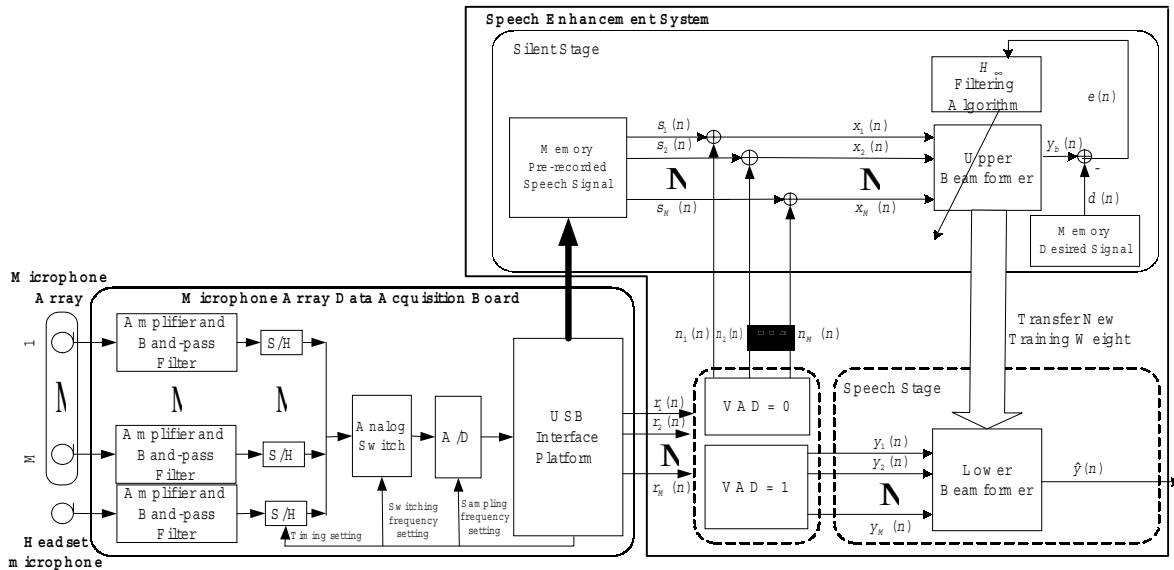 Speech Enhancement System
Silent Stage
H∞
Filtering
Algorithm
e(n)
s1(n)
s2(n)
sM(n)
x1(n)
x2(n)
xM(n)
Memory
Pre-recorded
Speech Signal
Upper
Beamformer
yb(n)
-
d(n)
Memory
Desired Signal
Microphone
Array
Microphone Array Data Acquisition Board
1
M
Amplifier and
Band-pass
Filter
S/H
Amplifier and
Band-pass
Filter
S/H
Amplifier and
Band-pass
Filter
S/H
Headset
microphone
Analog
Switch
A/D
USB
Interface
Platform
Timing setting
Switching
frequency
setting
Sampling
frequency
setting
r1(n)
r2(n)
rM(n)
n1(n) n2(n) nM(n)
VAD = 0
VAD = 1
Transfer New
Training Weight
Speech Stage
y1(n)
y2(n)
yM(n)
Lower
Beamformer
ŷ(n)